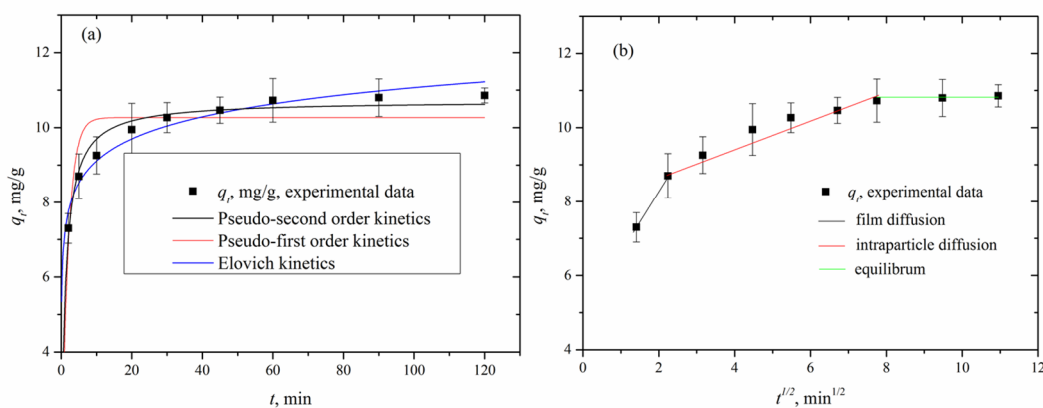 (a)
12
10
8
6
4
q_t, mg/g
q_t, mg/g, experimental data
Pseudo-second order kinetics
Pseudo-first order kinetics
Elovich kinetics
0 20 40 60 80 100 120
t, min
(b)
12
10
8
6
4
q_t, mg/g
q_t, experimental data
film diffusion
intraparticle diffusion
equilibrum
0 2 4 6 8 10 12
t^1/2, min^1/2